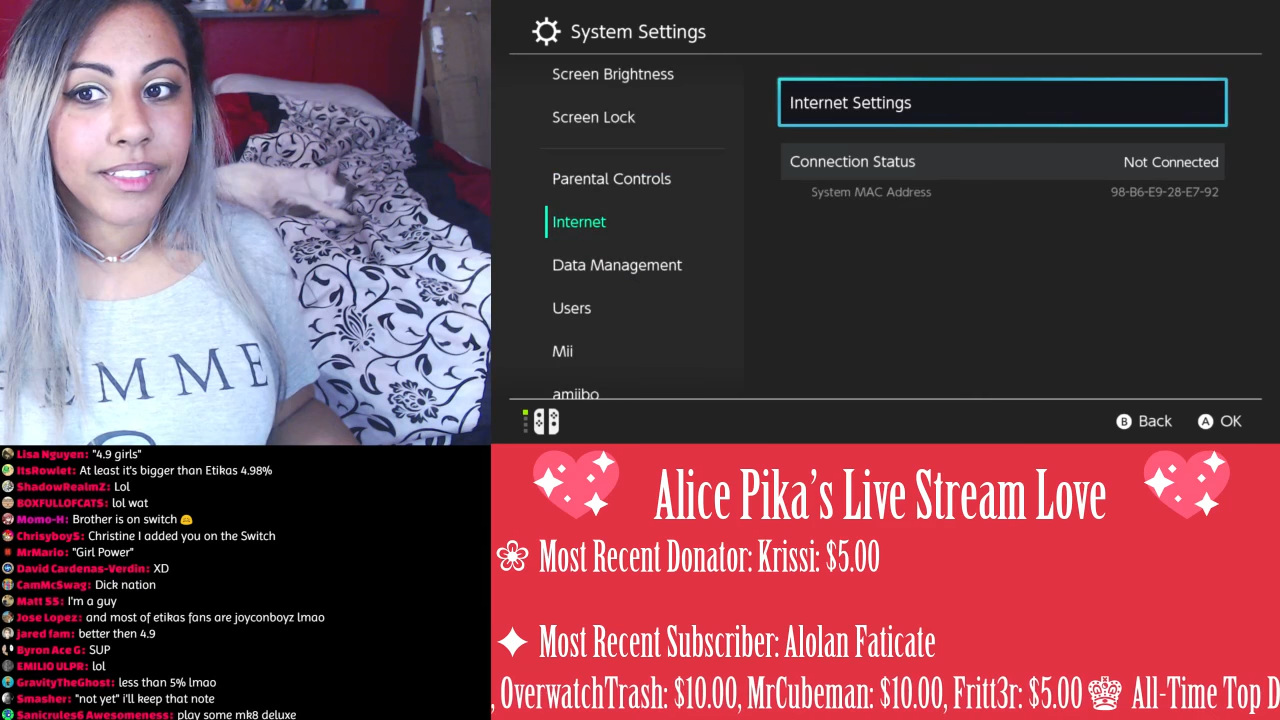 System Settings
Screen Brightness
Screen Lock
Parental Controls
Internet
Data Management
Users
Mii
amiibo
Internet Settings
Connection Status Not Connected
System MAC Address 98-B6-E9-28-E7-92
B Back A OK
EMME
Lisa Nguyen: "4.9 girls"
ItsRowlet: At least it's bigger than Etikas 4.98%
ShadowRealmZ: Lol
BOXFULLOFCATS: lol wat
Momo-H: Brother is on switch 🤗
Chrisyboy5: Christine I added you on the Switch
MrMario: "Girl Power"
David Cardenas-Verdin: XD
CamMcSwag: Dick nation
Matt 55: I'm a guy
Jose Lopez: and most of etikas fans are joyconboyz lmao
jared fam: better then 4.9
Byron Ace G: SUP
EMILIO ULPR: lol
GravityTheGhost: less than 5% lmao
Smasher: "not yet" i'll keep that note
Sanicrules6 Awesomeness: play some mk8 deluxe
Alice Pika's Live Stream Love
Most Recent Donator: Krissi: $5.00
Most Recent Subscriber: Alolan Faticate
, OverwatchTrash: $10.00, MrCubeman: $10.00, Fritt3r: $5.00 All-Time Top D